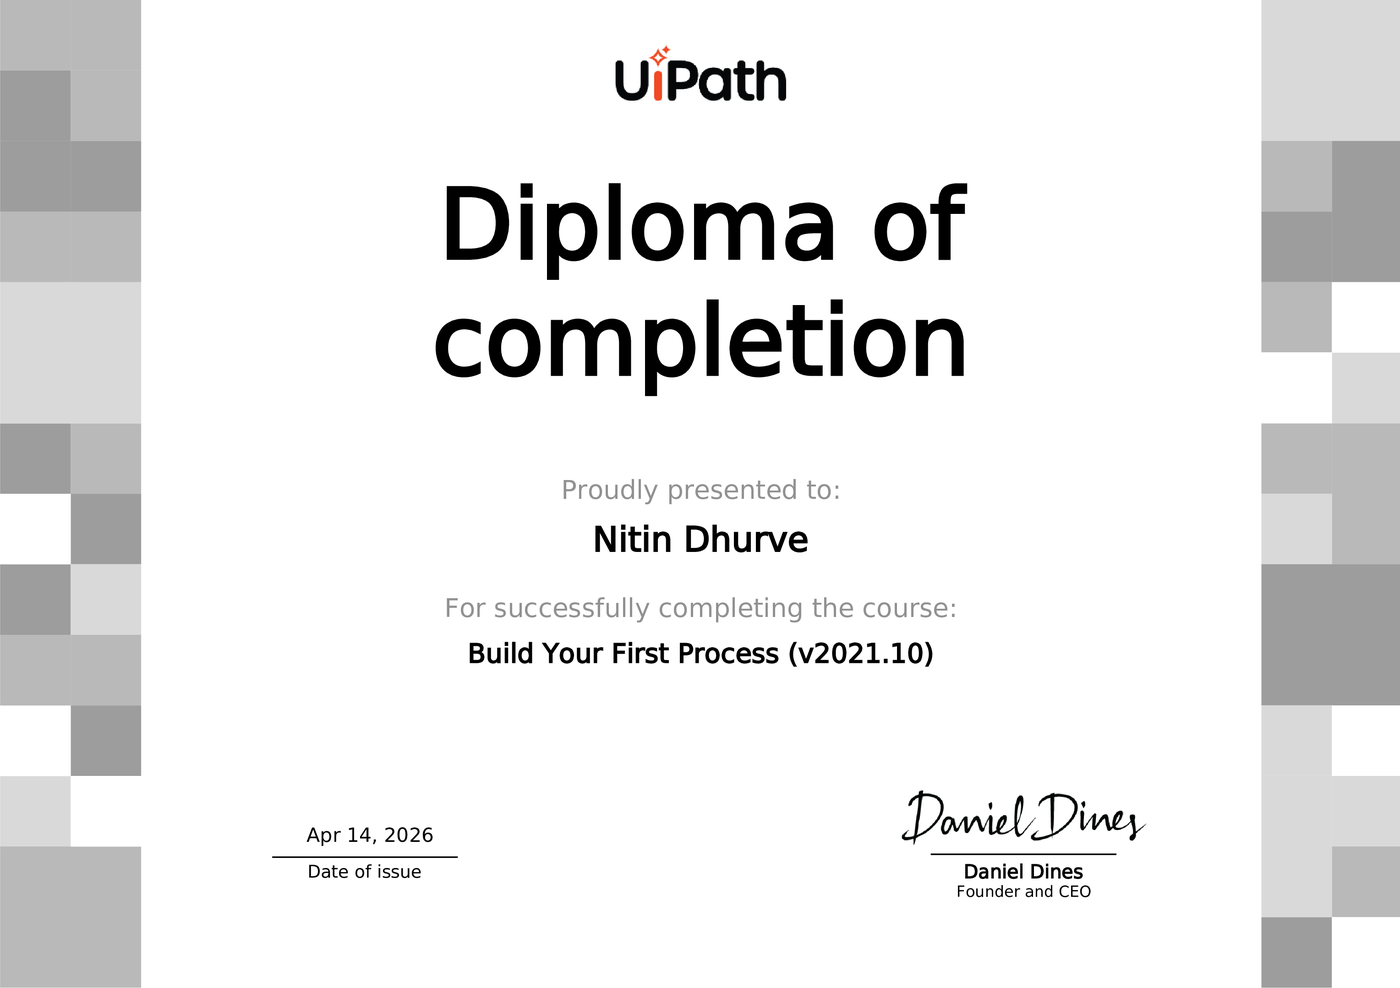 UiPath
Diploma of
completion
Proudly presented to:
Nitin Dhurve
For successfully completing the course:
Build Your First Process (v2021.10)
Apr 14, 2026
Date of issue
Daniel Dines
Daniel Dines
Founder and CEO